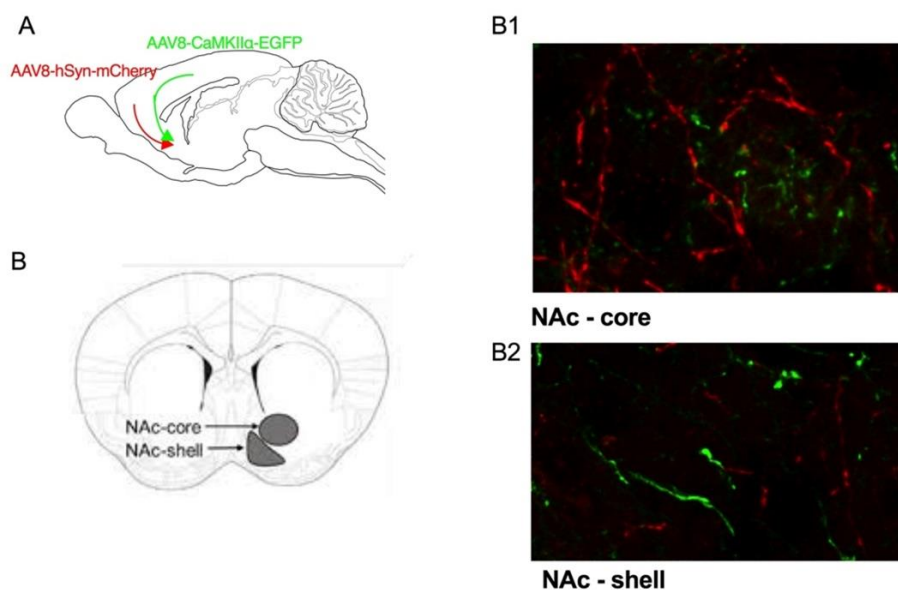 A
AAV8-CaMKIIα-EGFP
AAV8-hSyn-mCherry
B
NAc-core
NAc-shell
B1
NAc - core
B2
NAc - shell